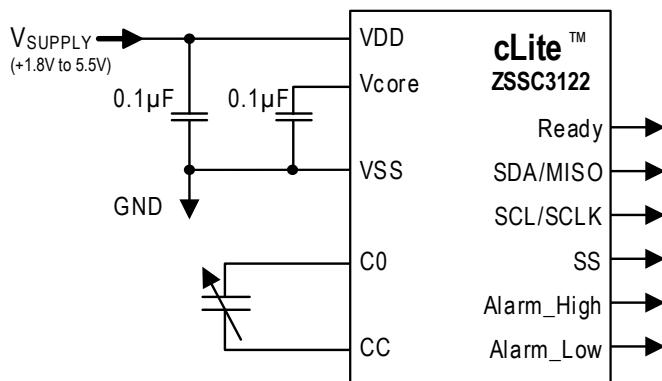 VSUPPLY
(+1.8V to 5.5V)
VDD
cLite™
ZSSC3122
0.1µF
0.1µF
Vcore
Ready
VSS
SDA/MISO
GND
SCL/SCLK
C0
SS
Alarm_High
CC
Alarm_Low